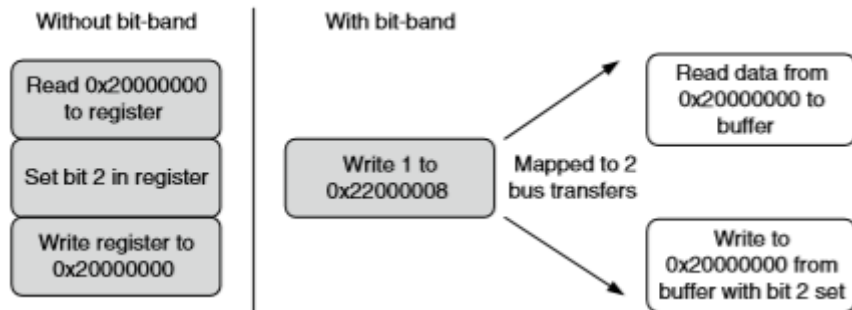 Without bit-band
Read 0x20000000
to register
Set bit 2 in register
Write register to
0x20000000
With bit-band
Write 1 to
0x22000008
Mapped to 2
bus transfers
Read data from
0x20000000 to
buffer
Write to
0x20000000 from
buffer with bit 2 set